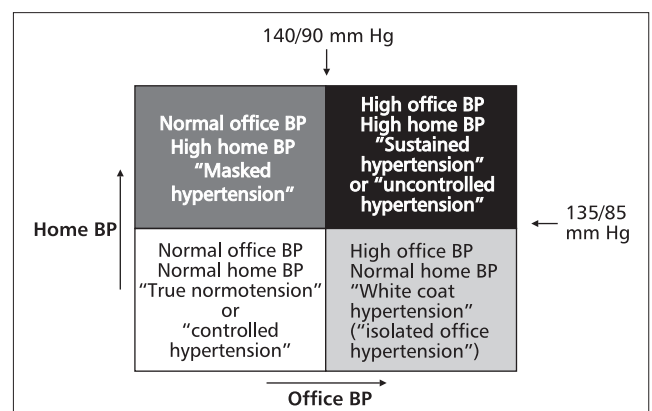 140/90 mm Hg
Normal office BP
High home BP
“Masked
hypertension”
High office BP
High home BP
“Sustained
hypertension”
or “uncontrolled
hypertension”
Home BP
135/85
mm Hg
Normal office BP
Normal home BP
“True normotension”
or
“controlled
hypertension”
High office BP
Normal home BP
“White coat
hypertension”
(“isolated office
hypertension”)
Office BP